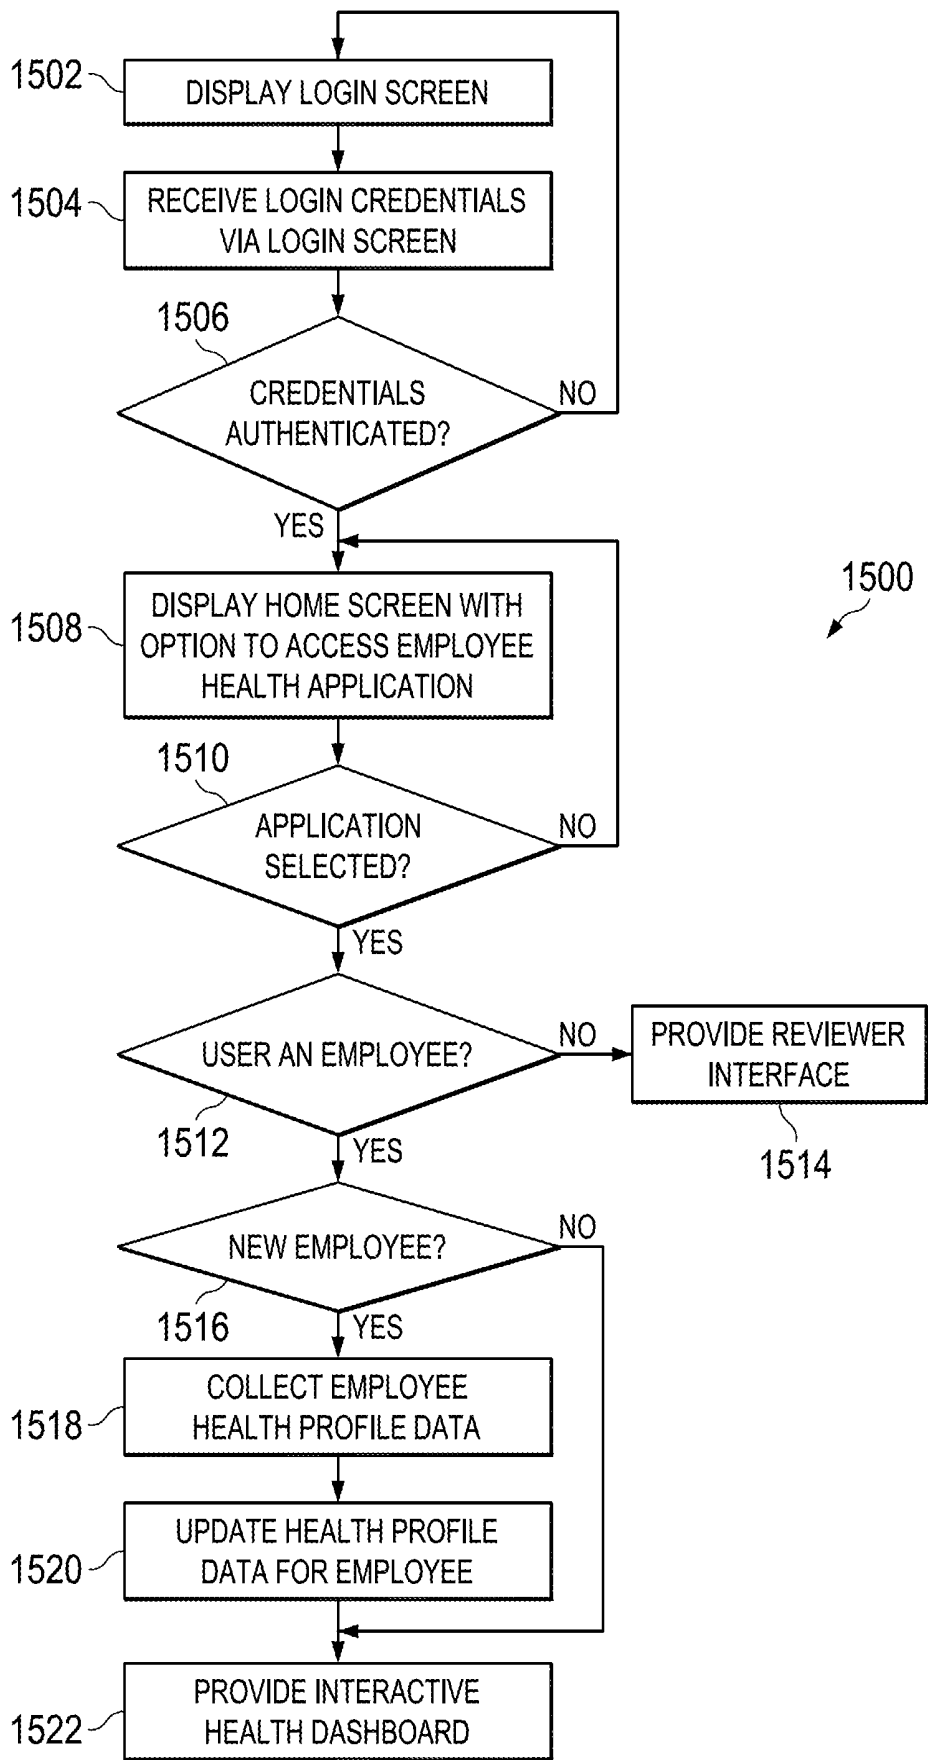 1502
DISPLAY LOGIN SCREEN
1504
RECEIVE LOGIN CREDENTIALS
VIA LOGIN SCREEN
1506
CREDENTIALS
AUTHENTICATED?
NO
YES
1500
1508
DISPLAY HOME SCREEN WITH
OPTION TO ACCESS EMPLOYEE
HEALTH APPLICATION
1510
APPLICATION
SELECTED?
NO
YES
USER AN EMPLOYEE?
NO
1512
YES
PROVIDE REVIEWER
INTERFACE
1514
NEW EMPLOYEE?
NO
1516
YES
1518
COLLECT EMPLOYEE
HEALTH PROFILE DATA
1520
UPDATE HEALTH PROFILE
DATA FOR EMPLOYEE
1522
PROVIDE INTERACTIVE
HEALTH DASHBOARD